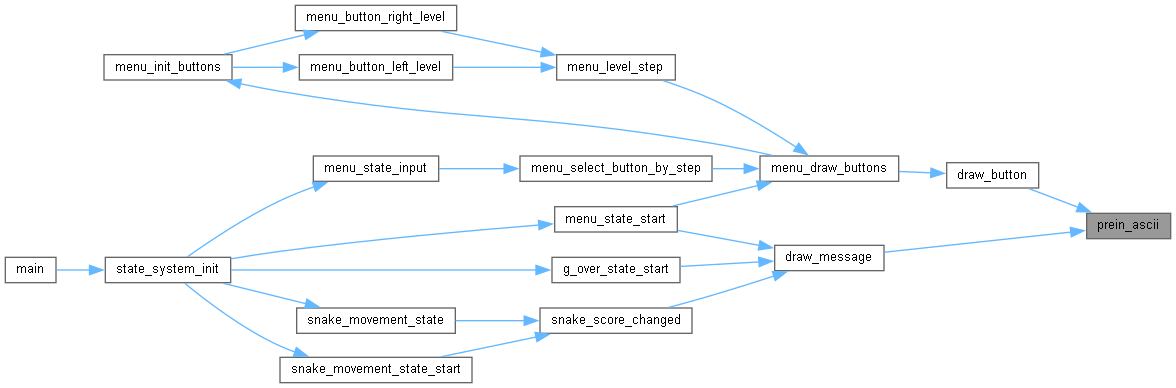 menu_button_right_level
menu_init_buttons
menu_button_left_level
menu_level_step
menu_state_input
menu_select_button_by_step
menu_draw_buttons
draw_button
menu_state_start
prein_ascii
main
state_system_init
g_over_state_start
draw_message
snake_movement_state
snake_score_changed
snake_movement_state_start